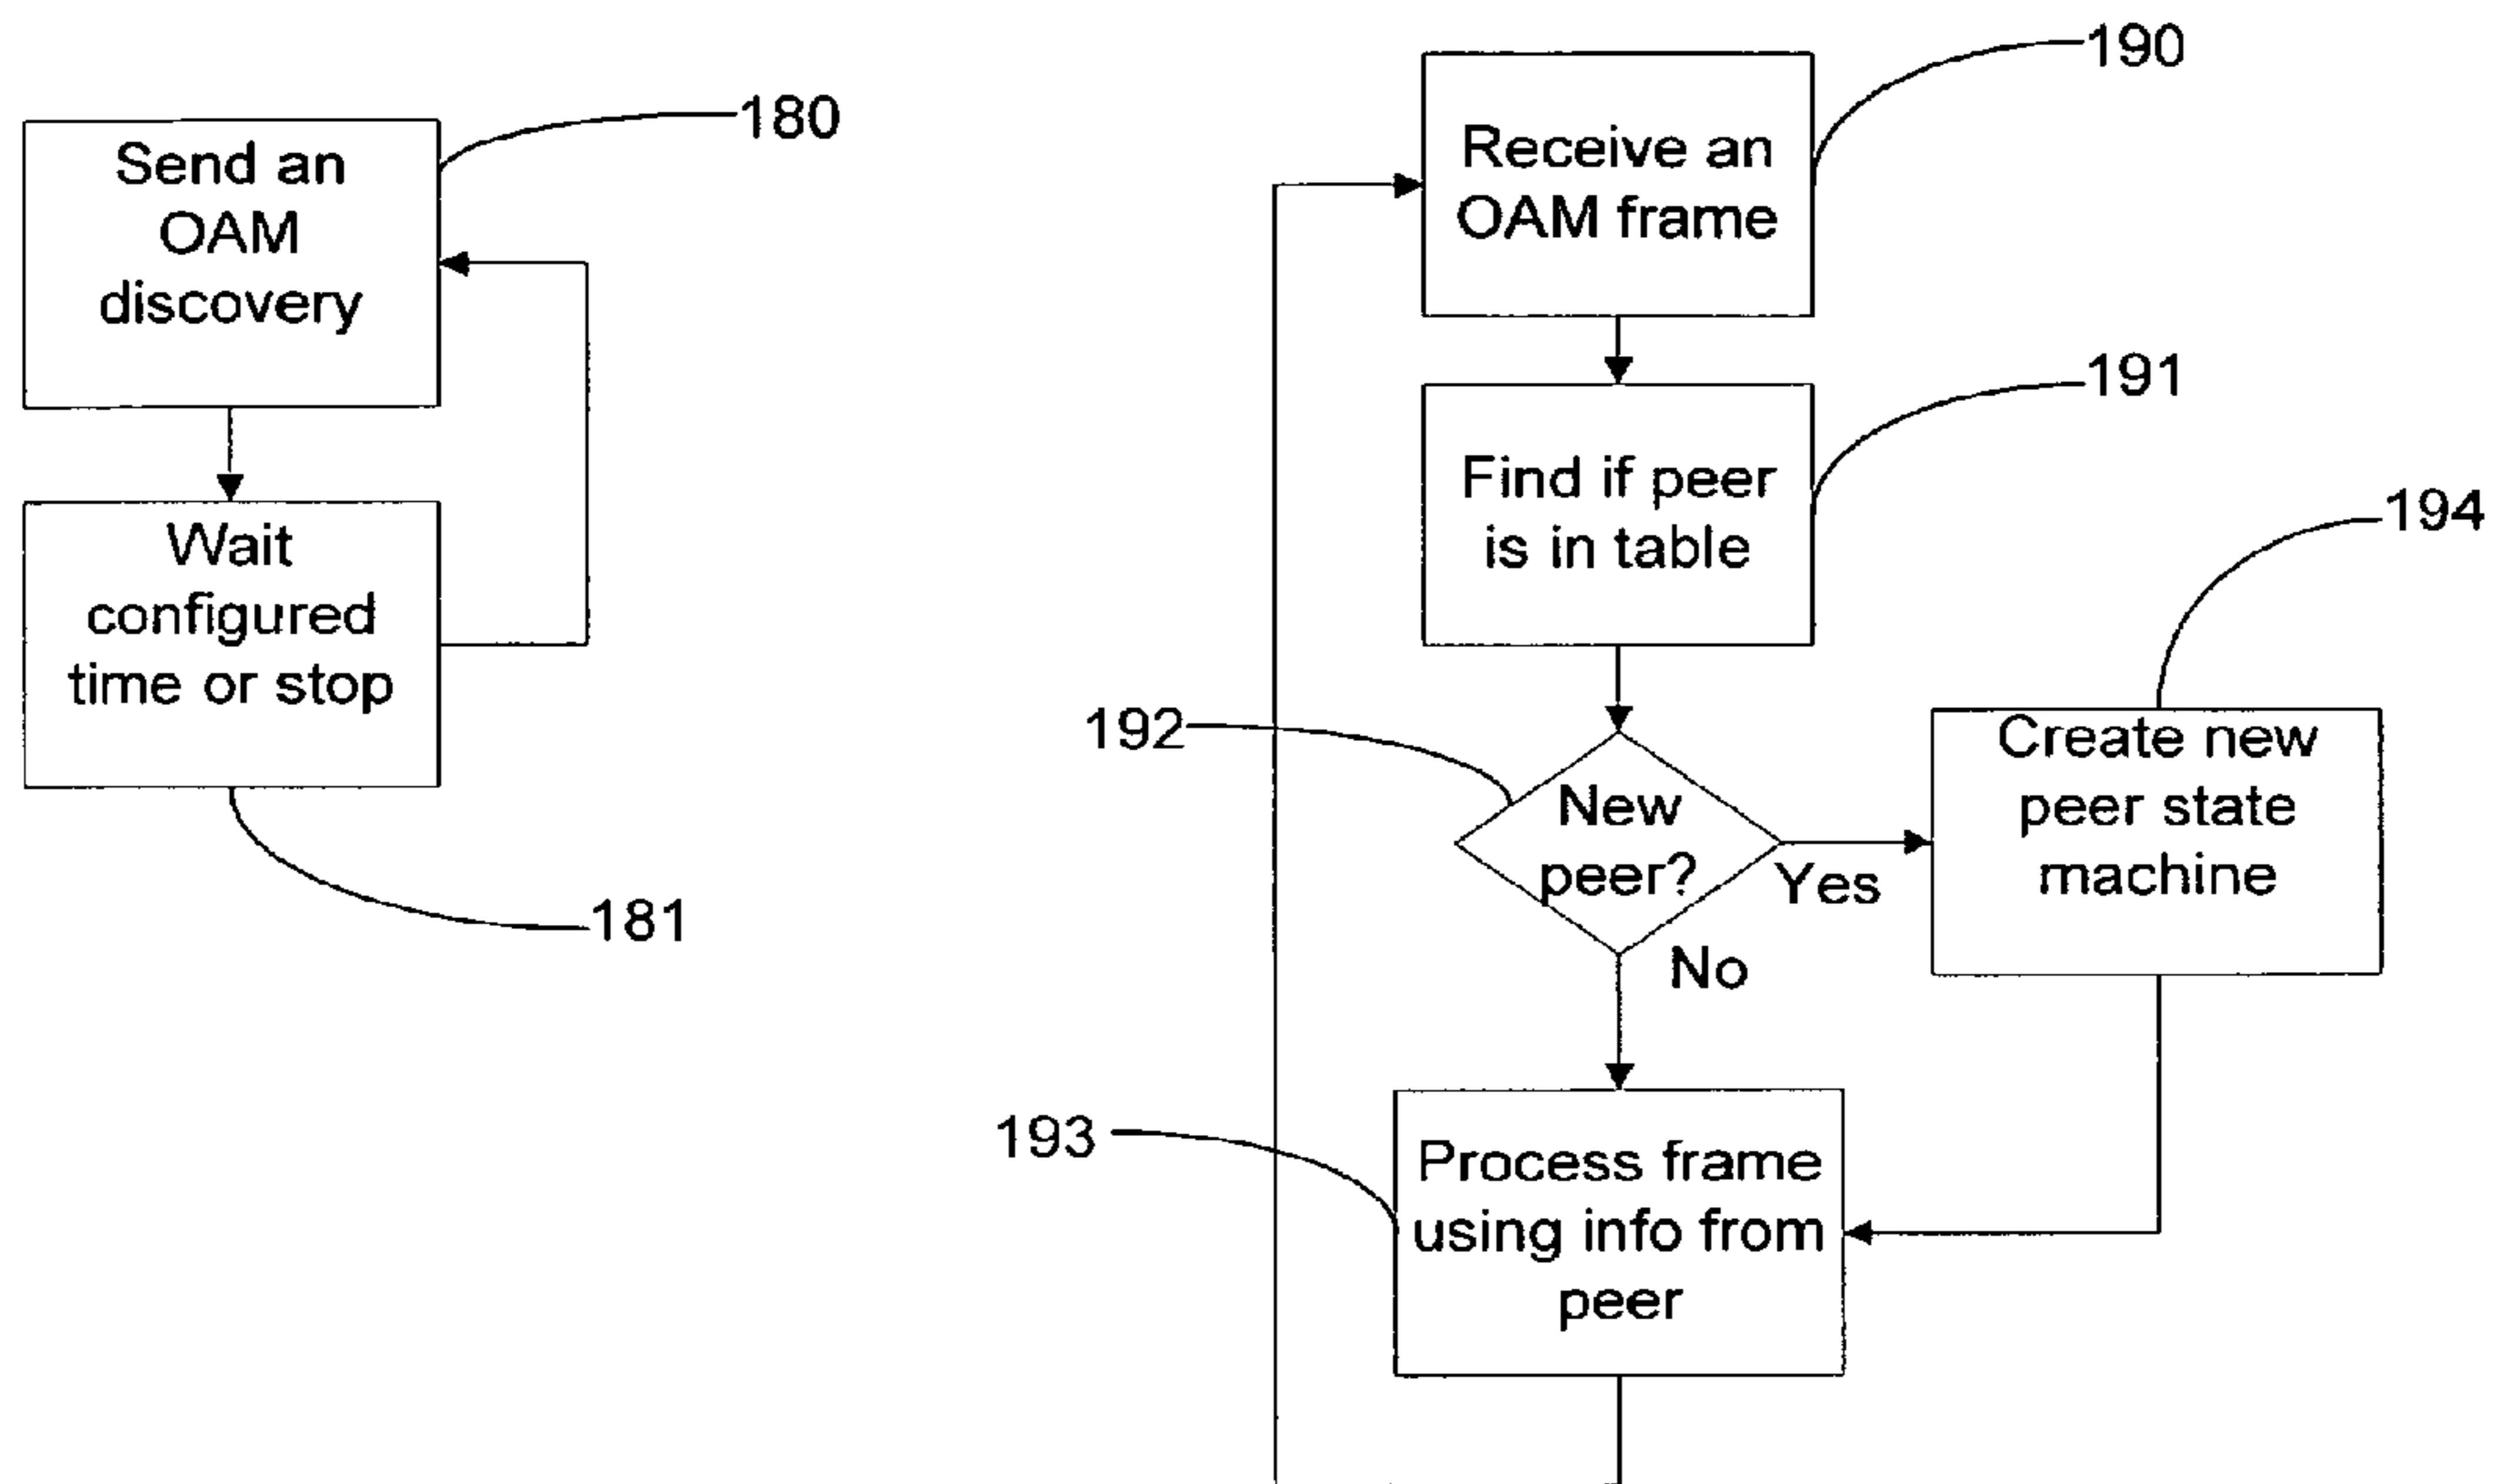 180
Send an
OAM
discovery
Wait
configured
time or stop
181
190
Receive an
OAM frame
191
Find if peer
is in table
192
New
peer?
Yes
No
194
Create new
peer state
machine
193
Process frame
using info from
peer